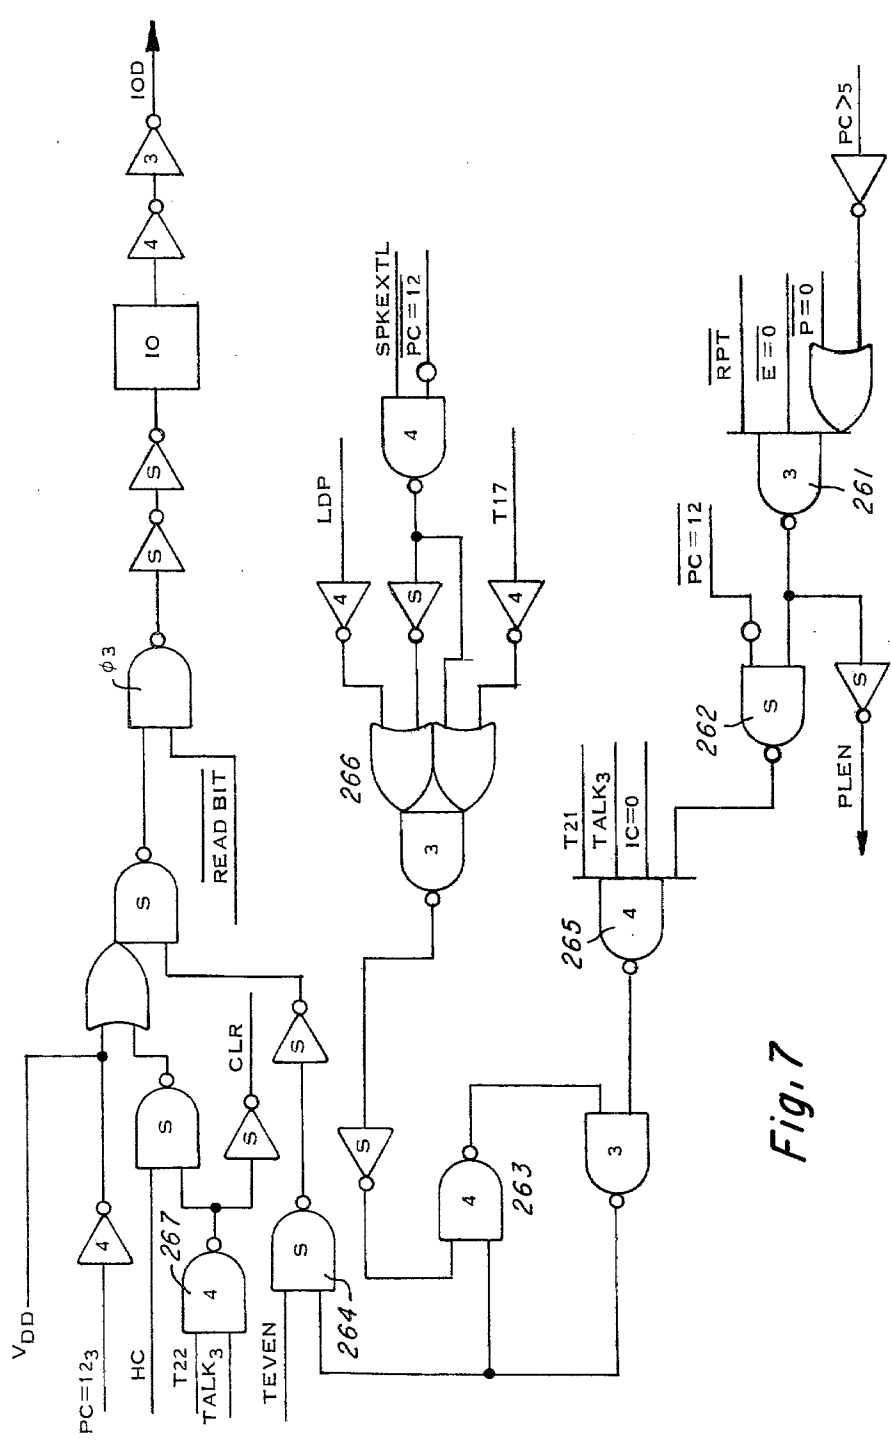 IOD
3
4
IO
S
S
ϕ3
READ BIT
S
VDD
PC=12₃
4
HC
S
T22
TALK₃
4
267
CLR
S
S
TEVEN
S
264
SPKEXTL
PC=12
4
LDP
4
S
T17
4
266
3
S
4
263
3
T21
TALK₃
IC=0
4
265
PC=12
S
262
PLEN
S
RPT
E=0
P=0
PC>5
3
261
Fig. 7